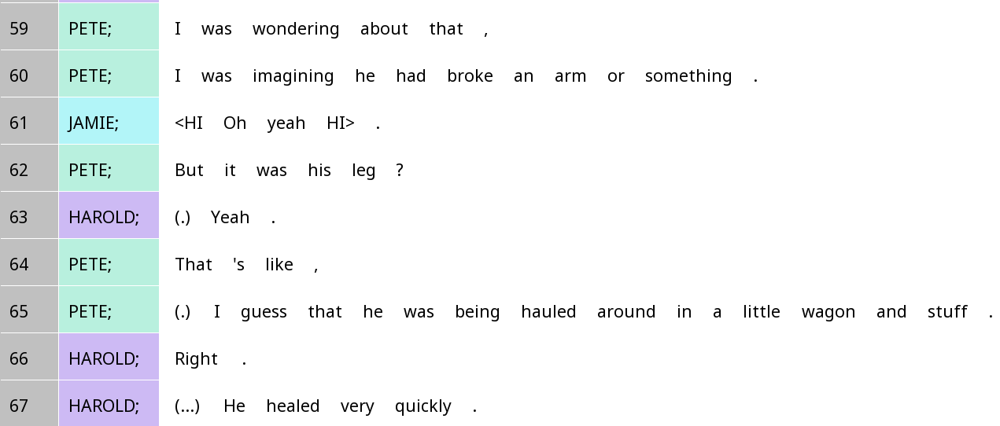 59 PETE; I was wondering about that ,
60 PETE; I was imagining he had broke an arm or something .
61 JAMIE; <HI Oh yeah HI> .
62 PETE; But it was his leg ?
63 HAROLD; (.) Yeah .
64 PETE; That 's like ,
65 PETE; (.) I guess that he was being hauled around in a little wagon and stuff .
66 HAROLD; Right .
67 HAROLD; (...) He healed very quickly .